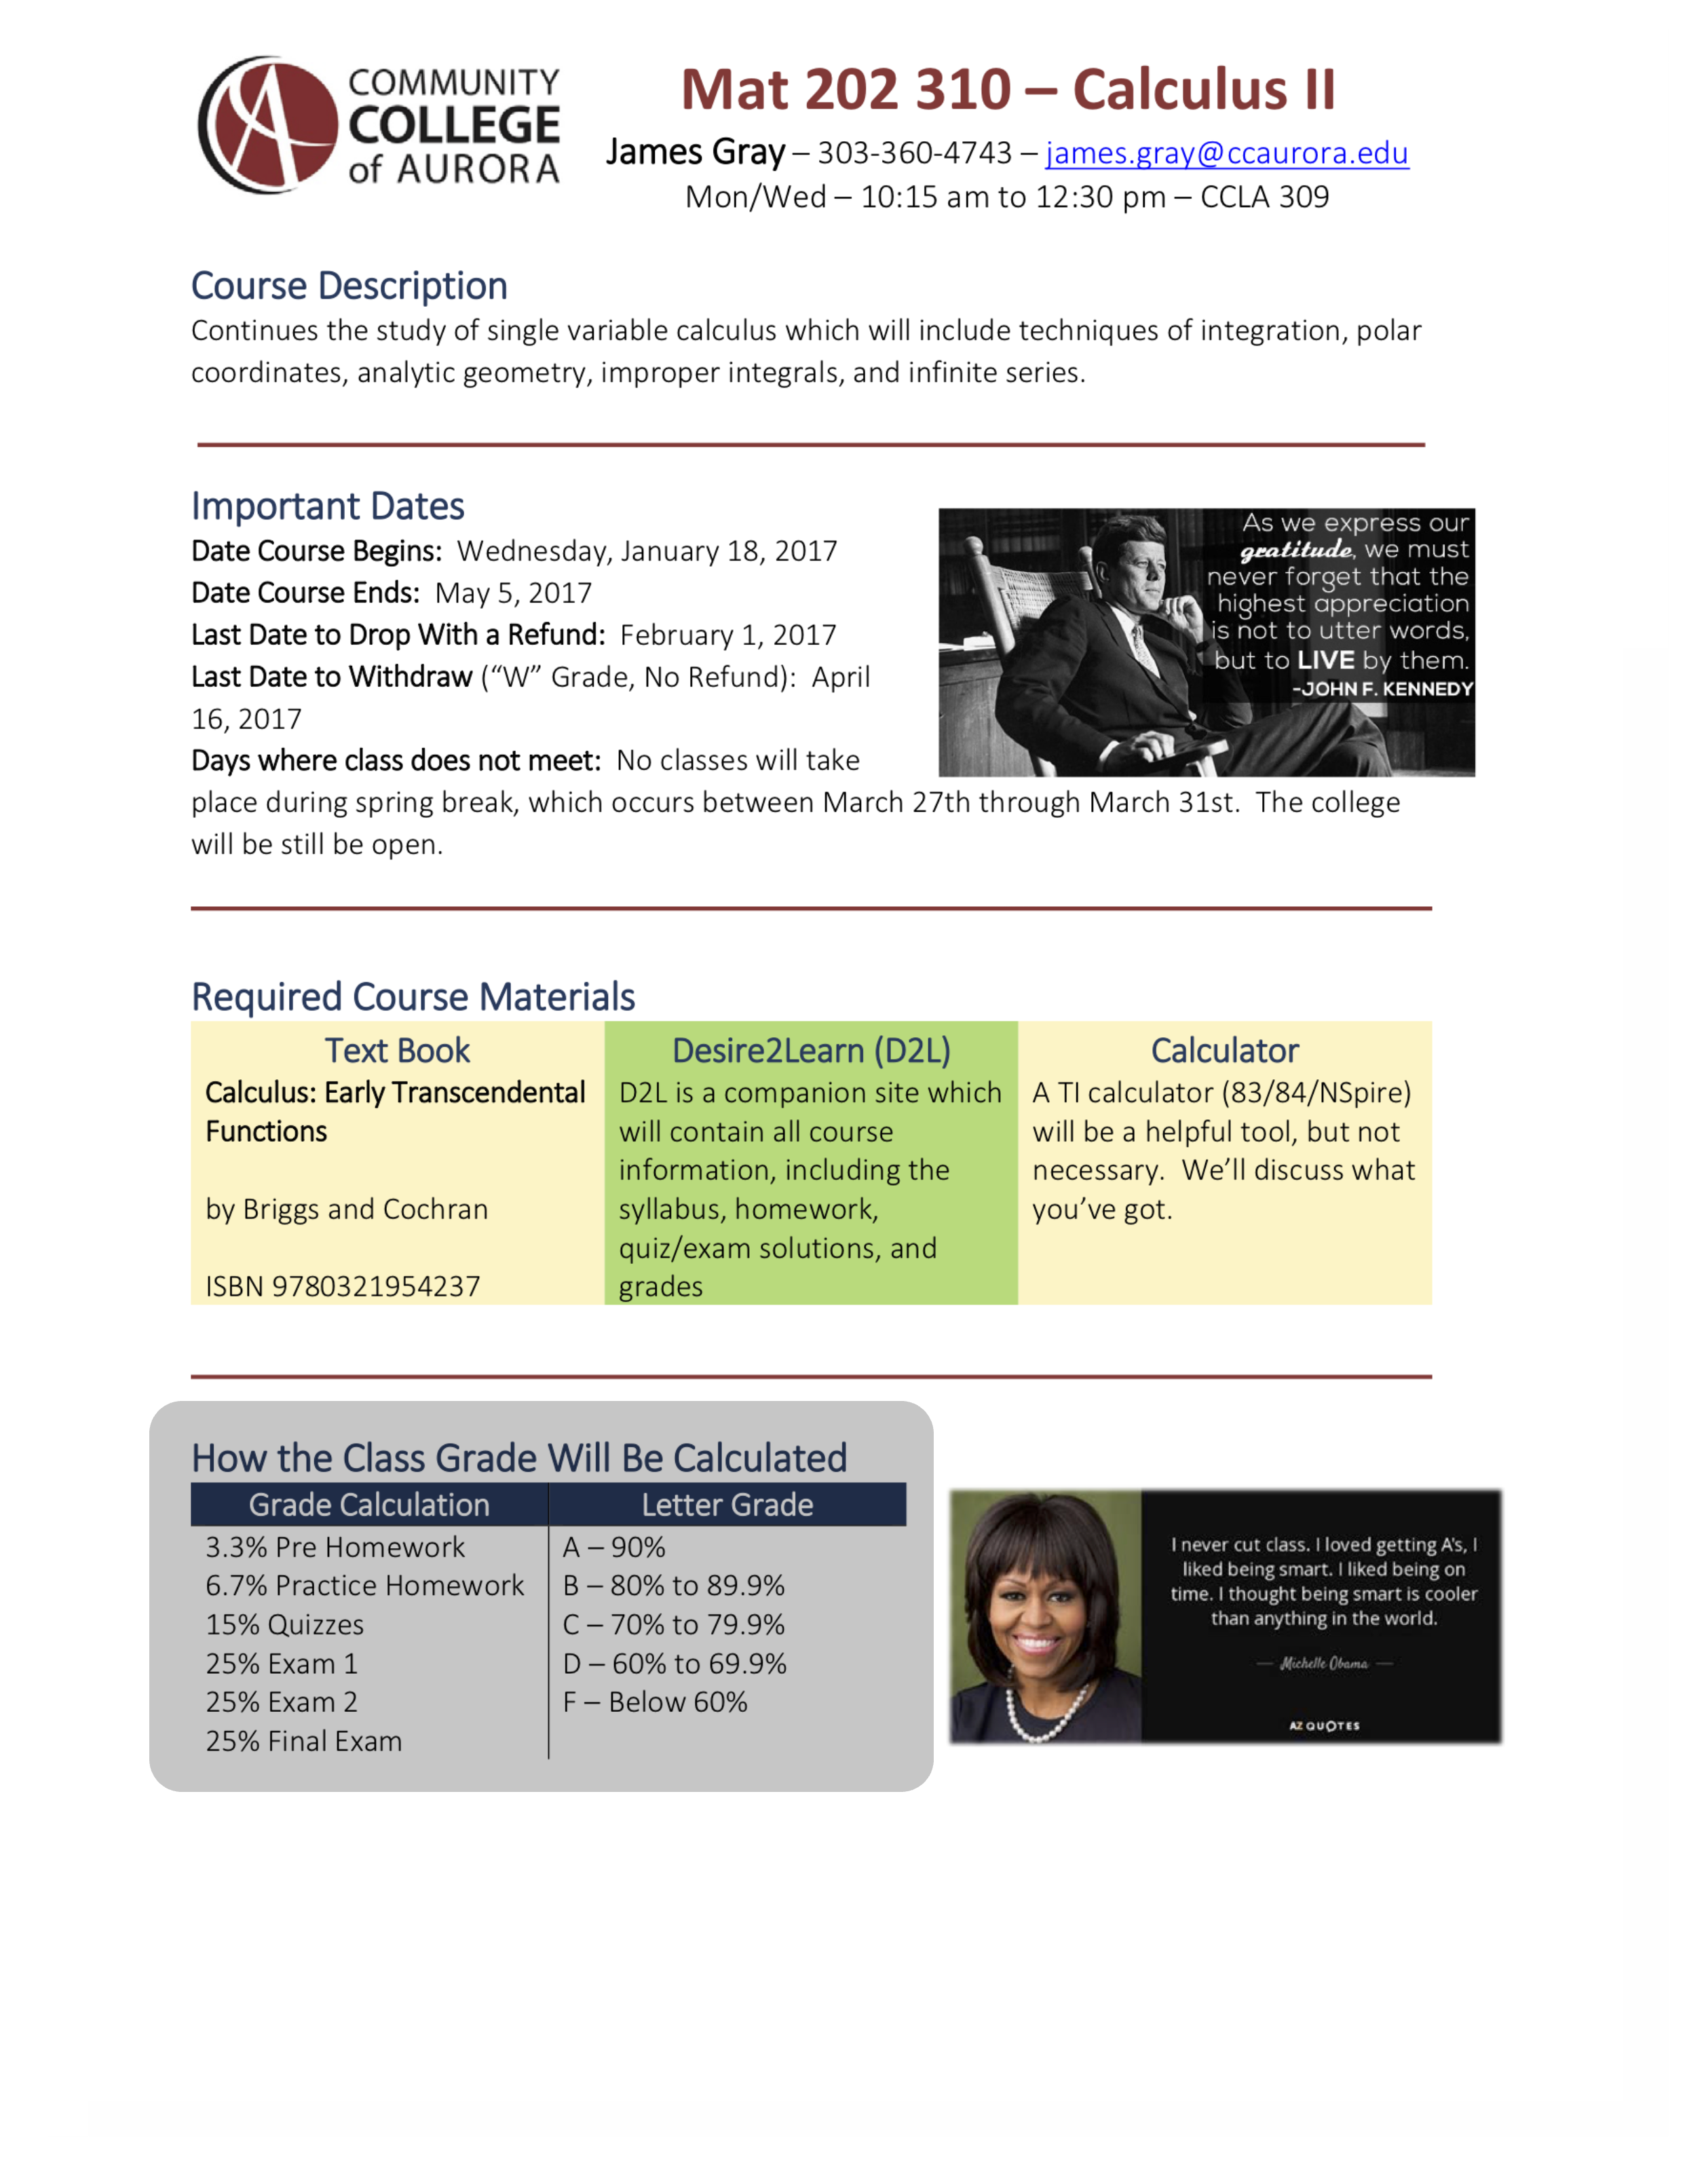 COMMUNITY
COLLEGE
of AURORA
Mat 202 310 – Calculus II
James Gray – 303-360-4743 – james.gray@ccaurora.edu
Mon/Wed – 10:15 am to 12:30 pm – CCLA 309
Course Description
Continues the study of single variable calculus which will include techniques of integration, polar
coordinates, analytic geometry, improper integrals, and infinite series.
Important Dates
Date Course Begins:  Wednesday, January 18, 2017
Date Course Ends:  May 5, 2017
Last Date to Drop With a Refund:  February 1, 2017
Last Date to Withdraw (“W” Grade, No Refund):  April
16, 2017
Days where class does not meet:  No classes will take
place during spring break, which occurs between March 27th through March 31st.  The college
will be still be open.
As we express our
gratitude, we must
never forget that the
highest appreciation
is not to utter words,
but to LIVE by them.
-JOHN F. KENNEDY
Required Course Materials
Text Book
Calculus: Early Transcendental
Functions
by Briggs and Cochran
ISBN 9780321954237
Desire2Learn (D2L)
D2L is a companion site which
will contain all course
information, including the
syllabus, homework,
quiz/exam solutions, and
grades
Calculator
A TI calculator (83/84/NSpire)
will be a helpful tool, but not
necessary.  We’ll discuss what
you’ve got.
How the Class Grade Will Be Calculated
Grade Calculation
3.3% Pre Homework
6.7% Practice Homework
15% Quizzes
25% Exam 1
25% Exam 2
25% Final Exam
Letter Grade
A – 90%
B – 80% to 89.9%
C – 70% to 79.9%
D – 60% to 69.9%
F – Below 60%
I never cut class. I loved getting A's, I
liked being smart. I liked being on
time. I thought being smart is cooler
than anything in the world.
— Michelle Obama —
AZ QUOTES